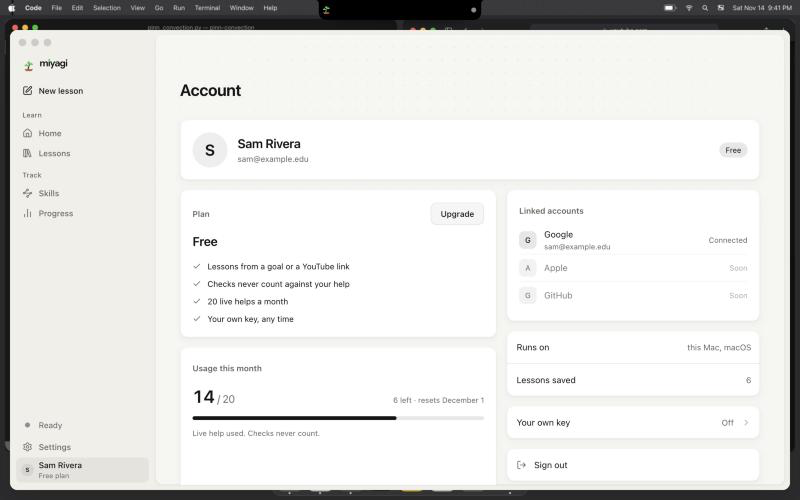 Code File Edit Selection View Go Run Terminal Window Help
Sat Nov 14 9:41 PM
pinn_convection.py — pinn-convection
miyagi
New lesson
Learn
Home
Lessons
Track
Skills
Progress
Ready
Settings
S
Sam Rivera
Free plan
Account
S
Sam Rivera
sam@example.edu
Free
Plan
Upgrade
Free
Lessons from a goal or a YouTube link
Checks never count against your help
20 live helps a month
Your own key, any time
Usage this month
14 / 20
6 left · resets December 1
Live help used. Checks never count.
Linked accounts
G
Google
sam@example.edu
Connected
A
Apple
Soon
G
GitHub
Soon
Runs on
this Mac, macOS
Lessons saved
6
Your own key
Off
Sign out